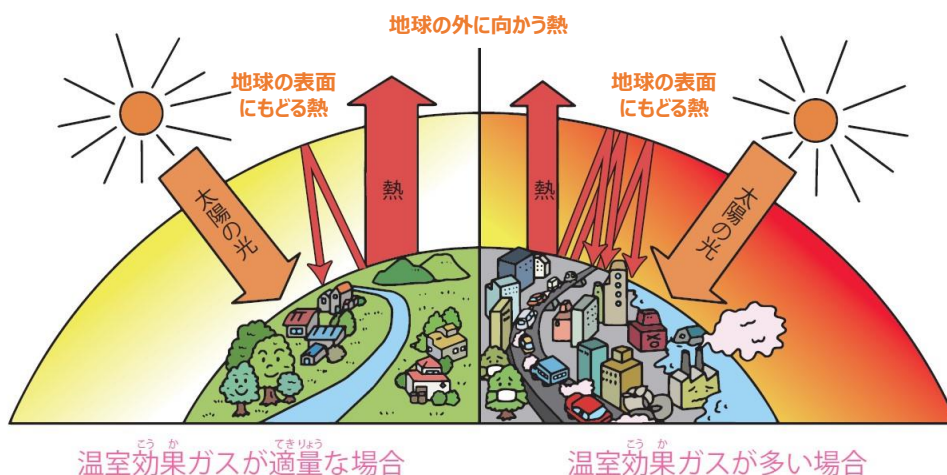 地球の外に向かう熱
地球の表面
にもどる熱
地球の表面
にもどる熱
太陽の光
熱
熱
太陽の光
温室効果ガスが適量な場合
こうか
てきりょう
温室効果ガスが多い場合
こうか